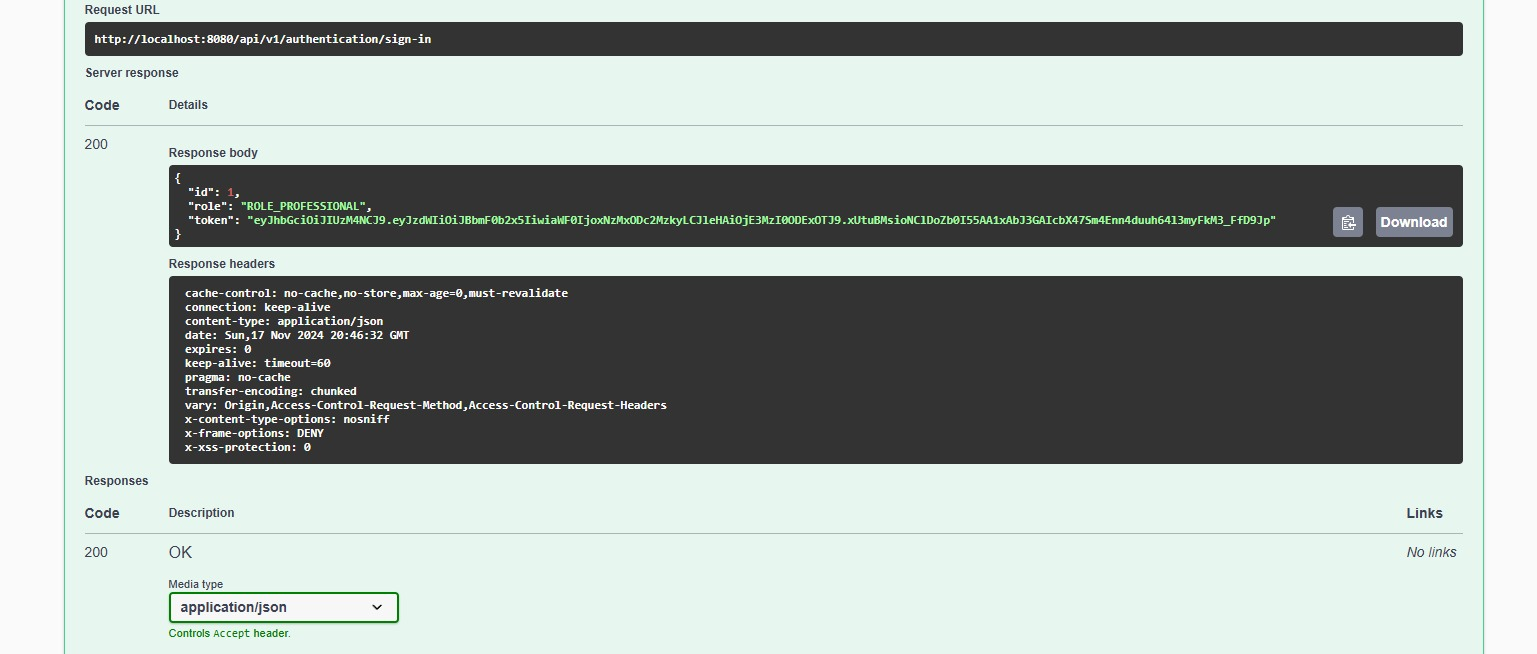 Request URL
http://localhost:8080/api/v1/authentication/sign-in
Server response
Code Details
200
Response body
{
"id": 1,
"role": "ROLE_PROFESSIONAL",
"token": "eyJhbGciOiJIUzM4NCJ9.eyJzdWIiOiJBbmF0b2x5IiwiaWF0IjoxNzMxODc2MzkyLCJleHAiOjE3MzI0ODExOTJ9.xUtuBMsioNC1DoZb0I55AA1xAbJ3GAIcbX47Sm4Enn4duuh64l3myFkM3_FfD9Jp"
}
Download
Response headers
cache-control: no-cache,no-store,max-age=0,must-revalidate
connection: keep-alive
content-type: application/json
date: Sun,17 Nov 2024 20:46:32 GMT
expires: 0
keep-alive: timeout=60
pragma: no-cache
transfer-encoding: chunked
vary: Origin,Access-Control-Request-Method,Access-Control-Request-Headers
x-content-type-options: nosniff
x-frame-options: DENY
x-xss-protection: 0
Responses
Code Description Links
200 OK No links
Media type
application/json
Controls Accept header.